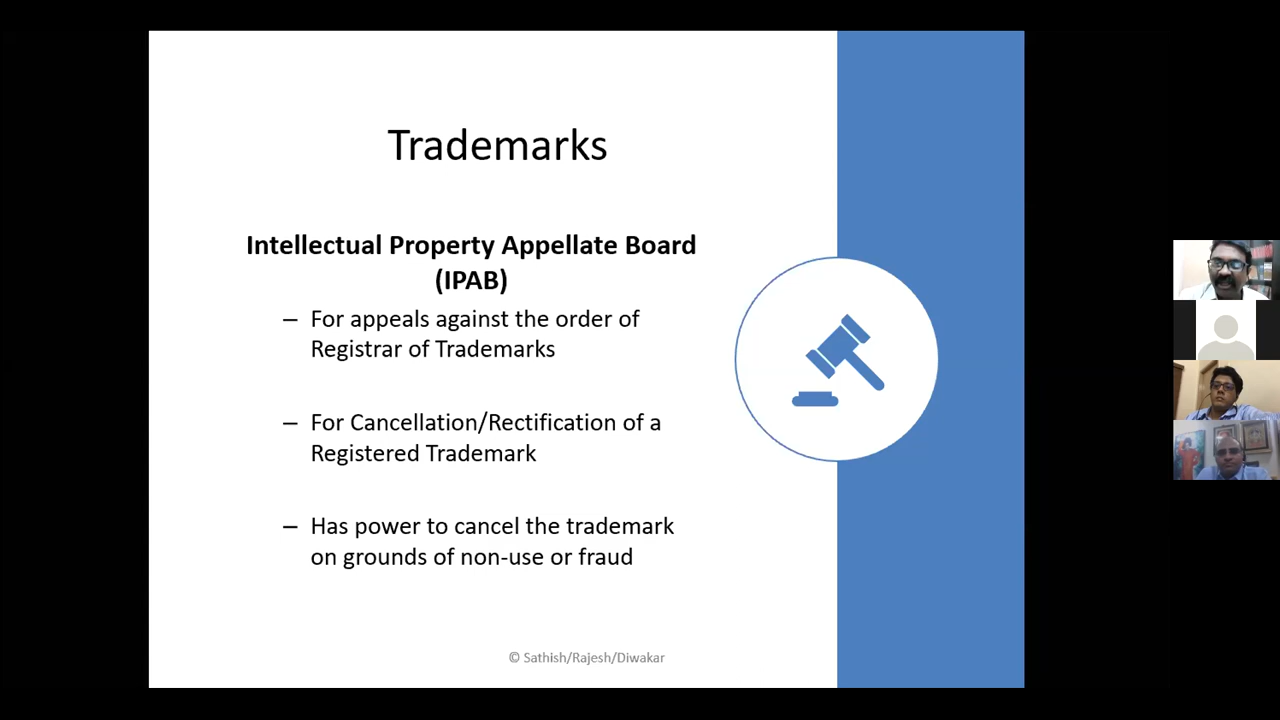 Trademarks
Intellectual Property Appellate Board
(IPAB)
– For appeals against the order of
Registrar of Trademarks
– For Cancellation/Rectification of a
Registered Trademark
– Has power to cancel the trademark
on grounds of non-use or fraud
© Sathish/Rajesh/Diwakar